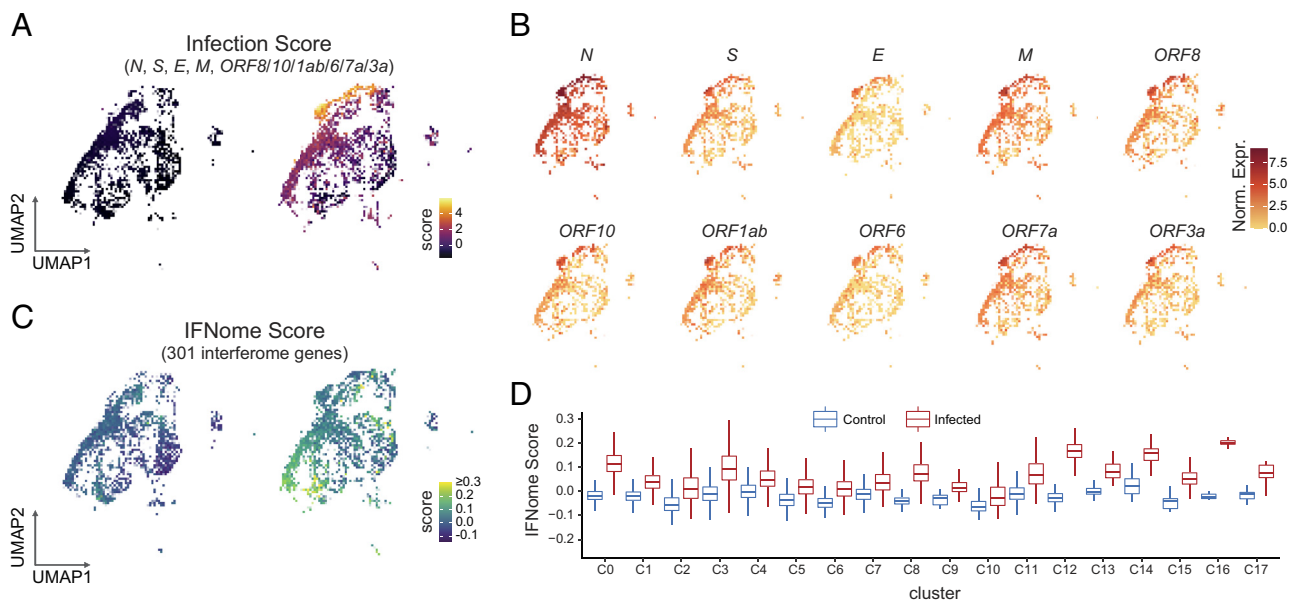 A
Infection Score
(N, S, E, M, ORF8/10/1ab/6/7a/3a)
UMAP2
UMAP1
score
4
2
0
B
N
S
E
M
ORF8
ORF10
ORF1ab
ORF6
ORF7a
ORF3a
Norm. Expr.
7.5
5.0
2.5
0.0
C
IFNome Score
(301 interferome genes)
UMAP2
UMAP1
score
≥0.3
0.2
0.1
0.0
−0.1
D
Control
Infected
IFNome Score
0.3
0.2
0.1
0.0
−0.1
−0.2
C0 C1 C2 C3 C4 C5 C6 C7 C8 C9 C10 C11 C12 C13 C14 C15 C16 C17
cluster